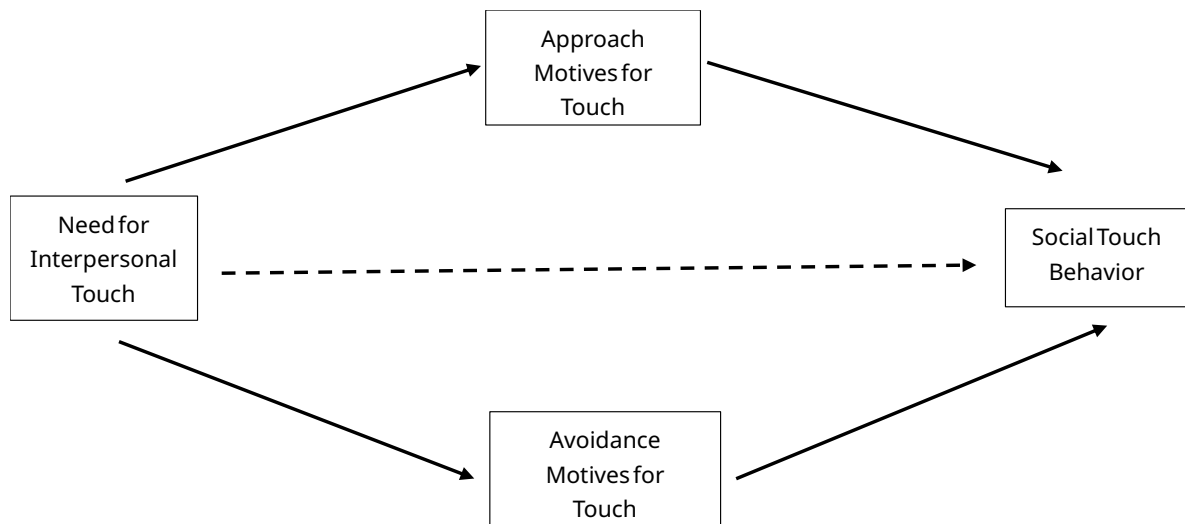 Approach
Motives for
Touch
Need for
Interpersonal
Touch
Social Touch
Behavior
Avoidance
Motives for
Touch